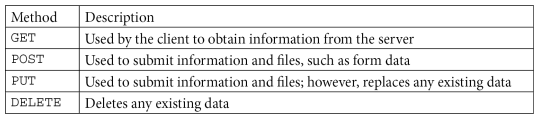 Method Description
GET Used by the client to obtain information from the server
POST Used to submit information and files, such as form data
PUT Used to submit information and files; however, replaces any existing data
DELETE Deletes any existing data